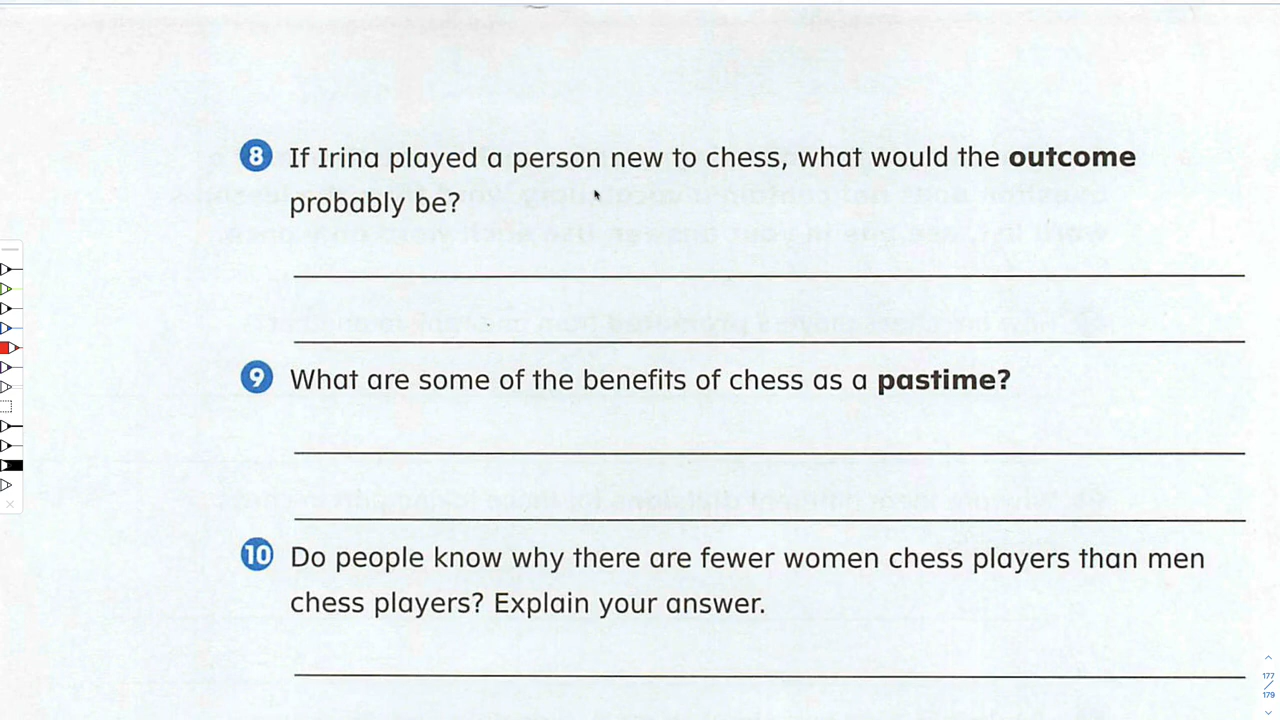 8 If Irina played a person new to chess, what would the outcome
probably be?
9 What are some of the benefits of chess as a pastime?
10 Do people know why there are fewer women chess players than men
chess players? Explain your answer.
177
/
179